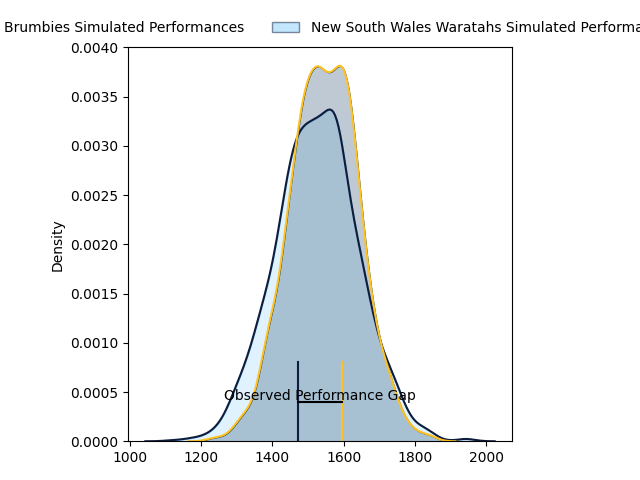 Brumbies Simulated Performances
New South Wales Waratahs Simulated
0.0040
0.0035
0.0030
0.0025
0.0020
0.0015
0.0010
0.0005
0.0000
Density
Observed Performance Gap
1000 1200 1400 1600 1800 2000